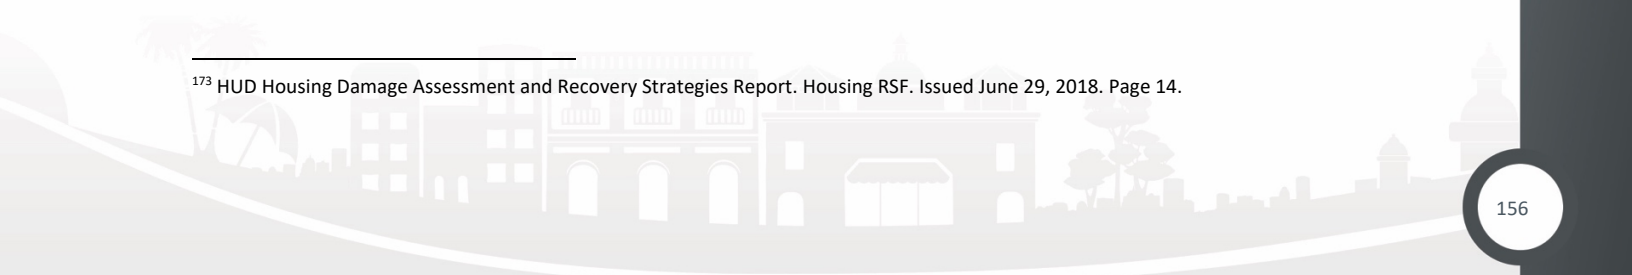 173 HUD Housing Damage Assessment and Recovery Strategies Report. Housing RSF. Issued June 29, 2018. Page 14.
156